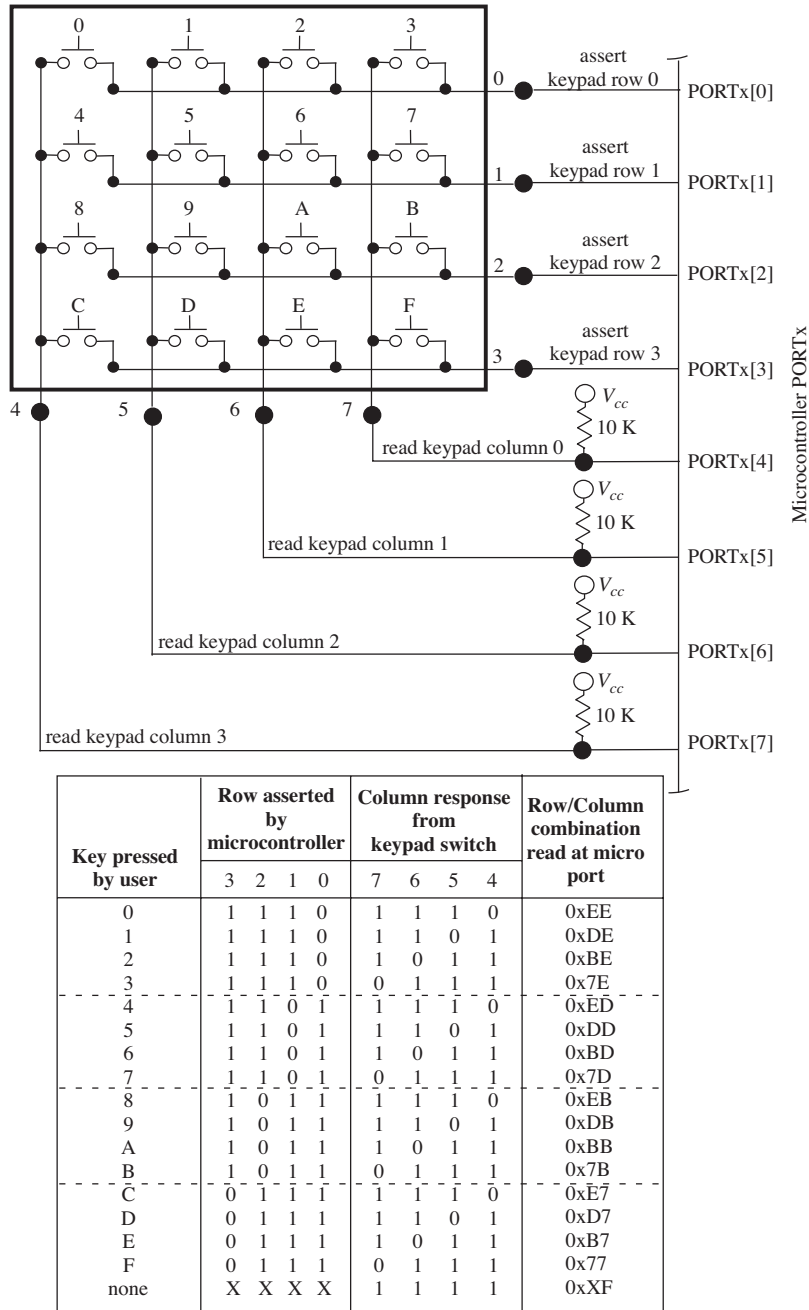 0 1 2 3
0
assert
keypad row 0
PORTx[0]
4 5 6 7
1
assert
keypad row 1
PORTx[1]
8 9 A B
2
assert
keypad row 2
PORTx[2]
C D E F
3
assert
keypad row 3
PORTx[3]
Microcontroller PORTx
4 5 6 7
Vcc
10 K
read keypad column 0
PORTx[4]
Vcc
10 K
read keypad column 1
PORTx[5]
Vcc
10 K
read keypad column 2
PORTx[6]
Vcc
10 K
read keypad column 3
PORTx[7]
Key pressed
by user
Row asserted
by
microcontroller
Column response
from
keypad switch
Row/Column
combination
read at micro
port
3 2 1 0 7 6 5 4
0 1 1 1 0 1 1 1 0 0xEE
1 1 1 1 0 1 1 0 1 0xDE
2 1 1 1 0 1 0 1 1 0xBE
3 1 1 1 0 0 1 1 1 0x7E
4 1 1 0 1 1 1 1 0 0xED
5 1 1 0 1 1 1 0 1 0xDD
6 1 1 0 1 1 0 1 1 0xBD
7 1 1 0 1 0 1 1 1 0x7D
8 1 0 1 1 1 1 1 0 0xEB
9 1 0 1 1 1 1 0 1 0xDB
A 1 0 1 1 1 0 1 1 0xBB
B 1 0 1 1 0 1 1 1 0x7B
C 0 1 1 1 1 1 1 0 0xE7
D 0 1 1 1 1 1 0 1 0xD7
E 0 1 1 1 1 0 1 1 0xB7
F 0 1 1 1 0 1 1 1 0x77
none X X X X 1 1 1 1 0xXF